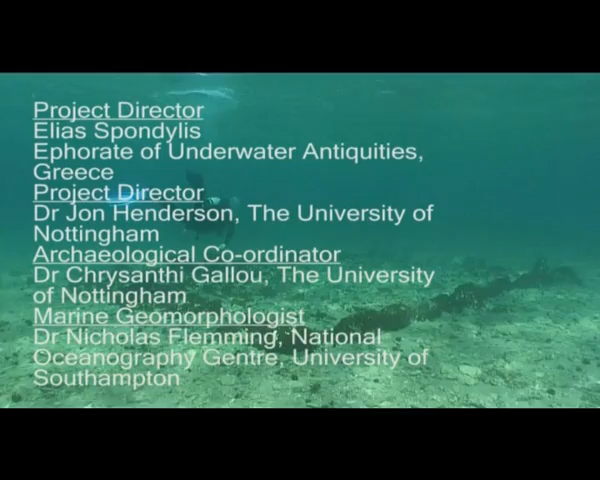 Project Director
Elias Spondylis
Ephorate of Underwater Antiquities,
Greece
Project Director
Dr Jon Henderson, The University of
Nottingham
Archaeological Co-ordinator
Dr Chrysanthi Gallou, The University
of Nottingham
Marine Geomorphologist
Dr Nicholas Flemming, National
Oceanography Centre, University of
Southampton